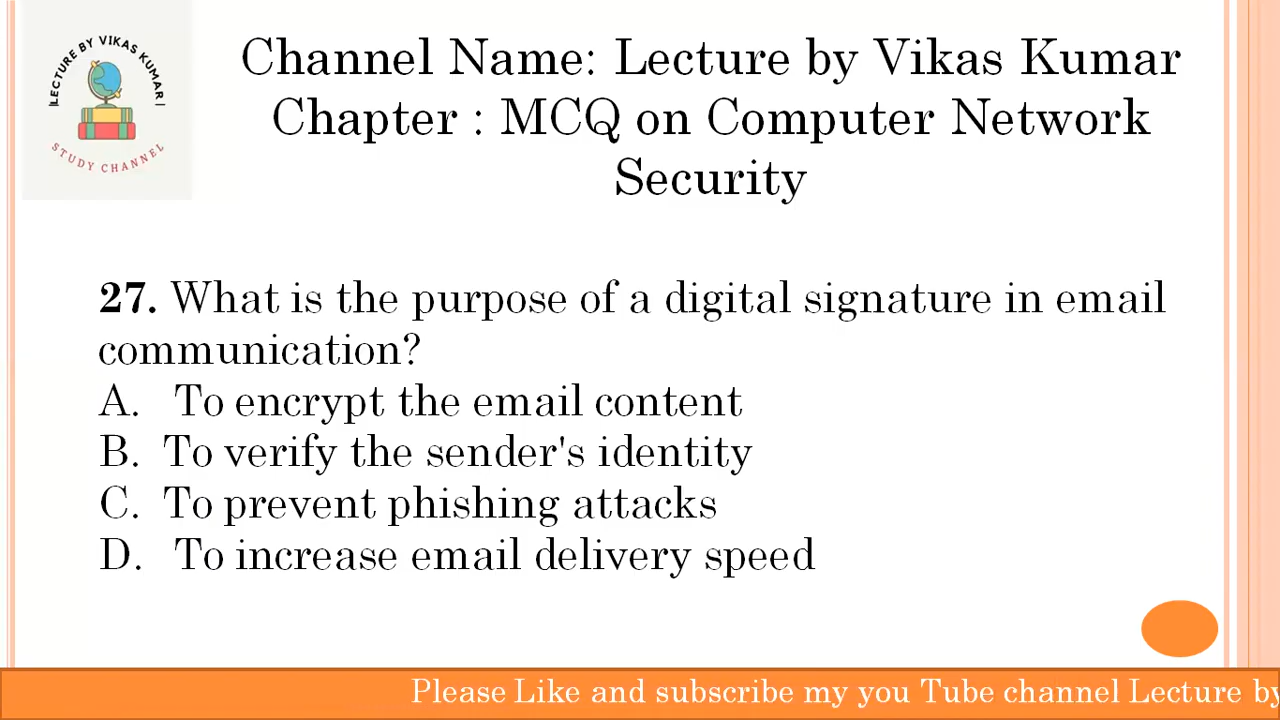 LECTURE BY VIKAS KUMAR
STUDY CHANNEL
Channel Name: Lecture by Vikas Kumar
Chapter : MCQ on Computer Network
Security
27. What is the purpose of a digital signature in email
communication?
A. To encrypt the email content
B. To verify the sender's identity
C. To prevent phishing attacks
D. To increase email delivery speed
Please Like and subscribe my you Tube channel Lecture by